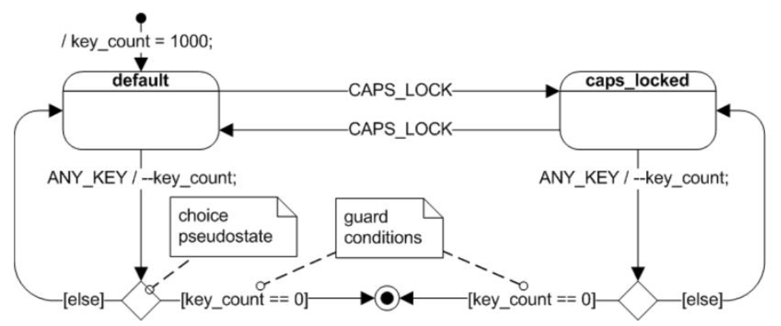 / key_count = 1000;
default
caps_locked
CAPS_LOCK
CAPS_LOCK
ANY_KEY / --key_count;
ANY_KEY / --key_count;
choice
pseudostate
guard
conditions
[else]
[key_count == 0]
[key_count == 0]
[else]